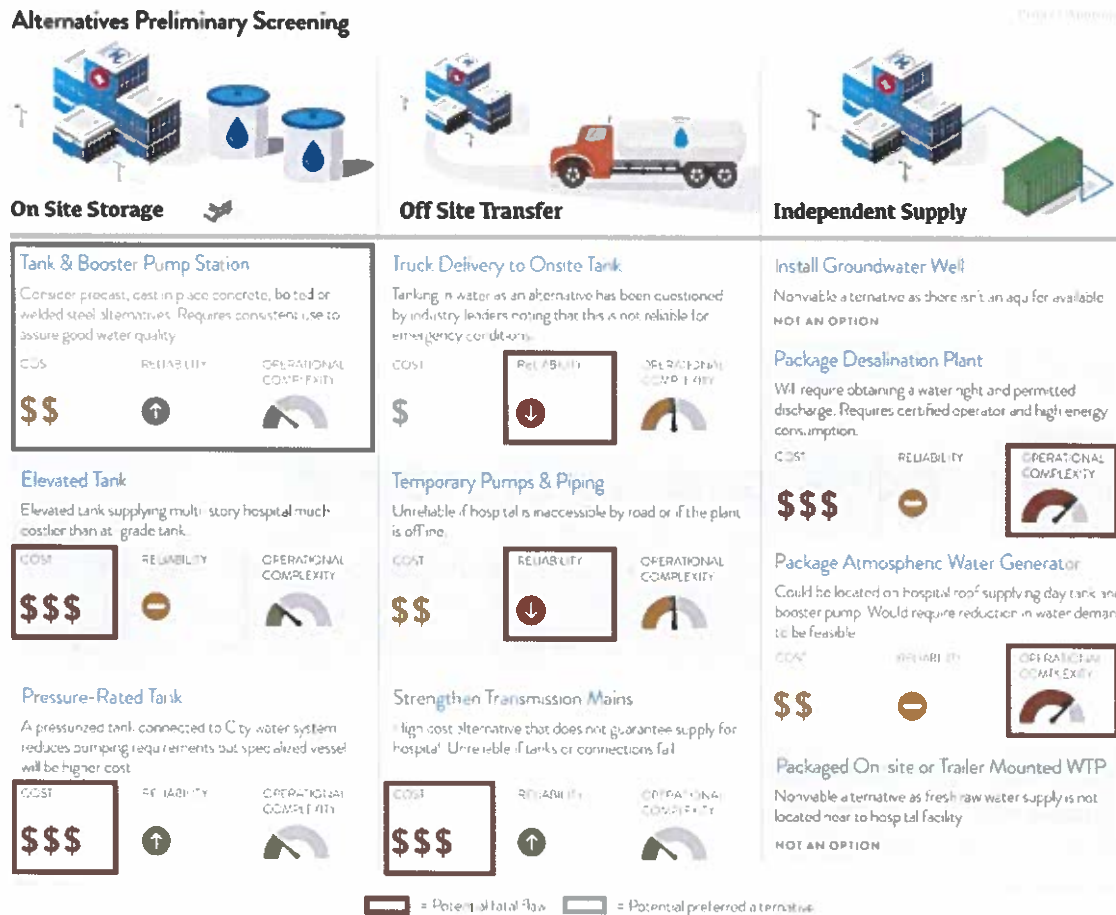 Alternatives Preliminary Screening
On Site Storage
Tank & Booster Pump Station
Consider precast, cast in place concrete, bolted or
welded steel alternatives. Requires consistent use to
assure good water quality
COST RELIABILITY OPERATIONAL
COMPLEXITY
$$
Elevated Tank
Elevated tank supplying multi story hospital much
costlier than at grade tank.
COST RELIABILITY OPERATIONAL
COMPLEXITY
$$$
Pressure-Rated Tank
A pressurized tank connected to City water system
reduces pumping requirements but specialized vessel
will be higher cost
COST RELIABILITY OPERATIONAL
COMPLEXITY
$$$
Off Site Transfer
Truck Delivery to Onsite Tank
Tanking in water as an alternative has been questioned
by industry leaders noting that this is not reliable for
emergency conditions.
COST RELIABILITY OPERATIONAL
COMPLEXITY
$
Temporary Pumps & Piping
Unreliable if hospital is inaccessible by road or if the plant
is offline.
COST RELIABILITY OPERATIONAL
COMPLEXITY
$$
Strengthen Transmission Mains
High cost alternative that does not guarantee supply for
hospital. Unreliable if tanks or connections fail
COST RELIABILITY OPERATIONAL
COMPLEXITY
$$$
Independent Supply
Install Groundwater Well
Nonviable alternative as there isn't an aquifer available
NOT AN OPTION
Package Desalination Plant
Will require obtaining a water right and permitted
discharge. Requires certified operator and high energy
consumption.
COST RELIABILITY OPERATIONAL
COMPLEXITY
$$$
Package Atmospheric Water Generator
Could be located on hospital roof supplying day tank and
booster pump. Would require reduction in water deman
to be feasible
COST RELIABILITY OPERATIONAL
COMPLEXITY
$$
Packaged On-site or Trailer Mounted WTP
Nonviable alternative as fresh raw water supply is not
located near to hospital facility
NOT AN OPTION
= Potential fatal flaw = Potential preferred alternative